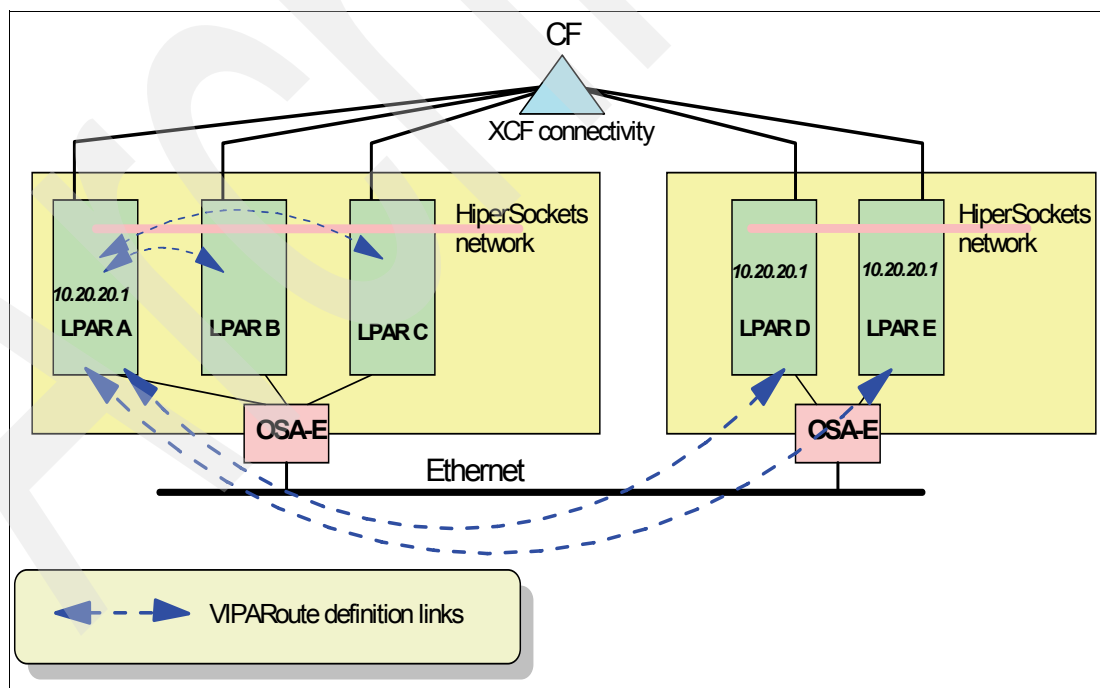 CF
XCF connectivity
HiperSockets
network
HiperSockets
network
10.20.20.1
10.20.20.1
10.20.20.1
LPAR A
LPAR B
LPAR C
LPAR D
LPAR E
OSA-E
OSA-E
Ethernet
VIPARoute definition links